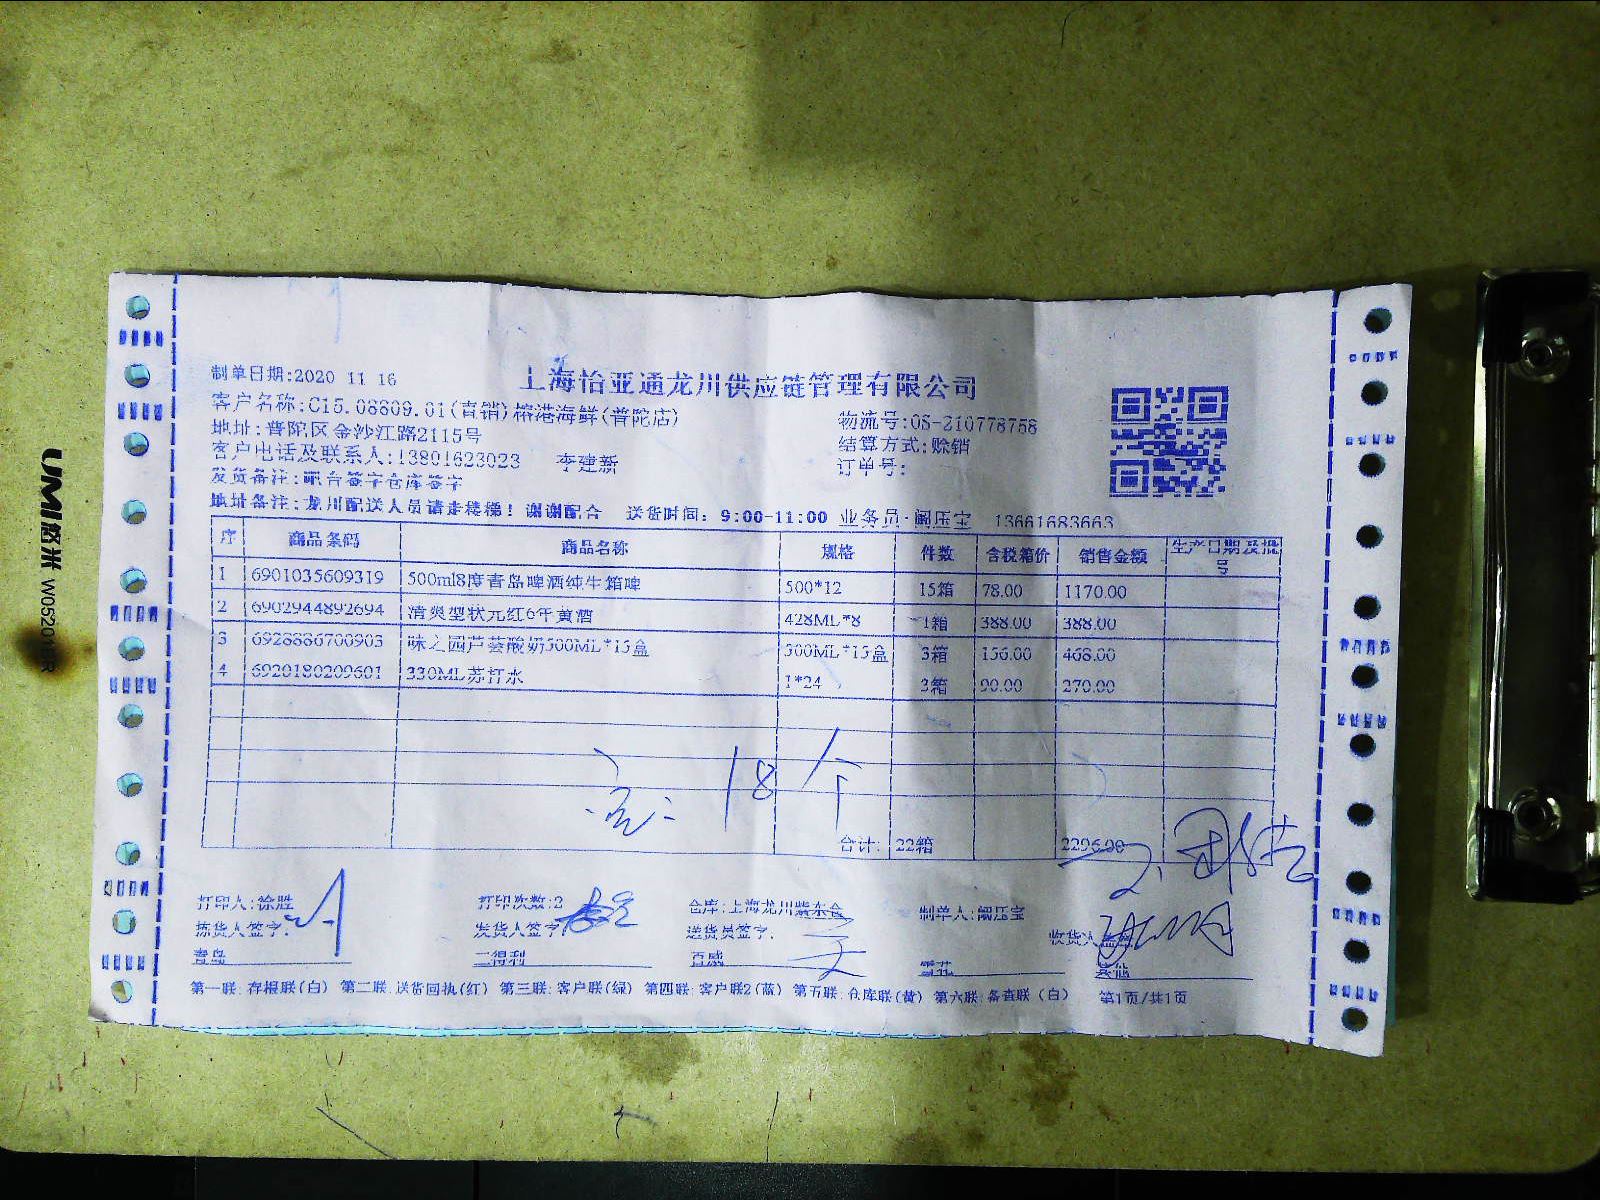 上海怡亚通龙川供应链管理有限公司
制单日期:2020 11 16
客户名称:C15.08809.01(直销)榕港海鲜(普陀店)
物流号:OS-210778758
地址:普陀区金沙江路2115号
结算方式:赊销
客户电话及联系人:13801623023 李建新
订单号:
发货备注:联合签字仓库签字
地址备注:龙川配送人员请走楼梯!谢谢配合 送货时间:9:00-11:00 业务员:阚压宝 13661683663
序 商品条码 商品名称 规格 件数 含税箱价 销售金额 生产日期及批号
1 6901035609319 500ml8度青岛啤酒纯生箱啤 500*12 15箱 78.00 1170.00
2 6902944892694 清爽型状元红6年黄酒 428ML*8 1箱 388.00 388.00
3 6928886700903 味之园芦荟酸奶500ML*15盒 500ML*15盒 3箱 156.00 468.00
4 6920180209601 330ML苏打水 1*24 3箱 90.00 270.00
18个
合计: 22箱 2296.00
打印人:徐胜 打印次数:2 仓库:上海龙川紫东仓 制单人:阚压宝
拣货人签字: 发货人签字: 送货员签字: 收货人
青岛 三得利 百威 雪花
第一联:存根联(白) 第二联:送货回执(红) 第三联:客户联(绿) 第四联:客户联2(蓝) 第五联:仓库联(黄) 第六联:备查联(白) 第1页/共1页
UMI悠米 W05201HR